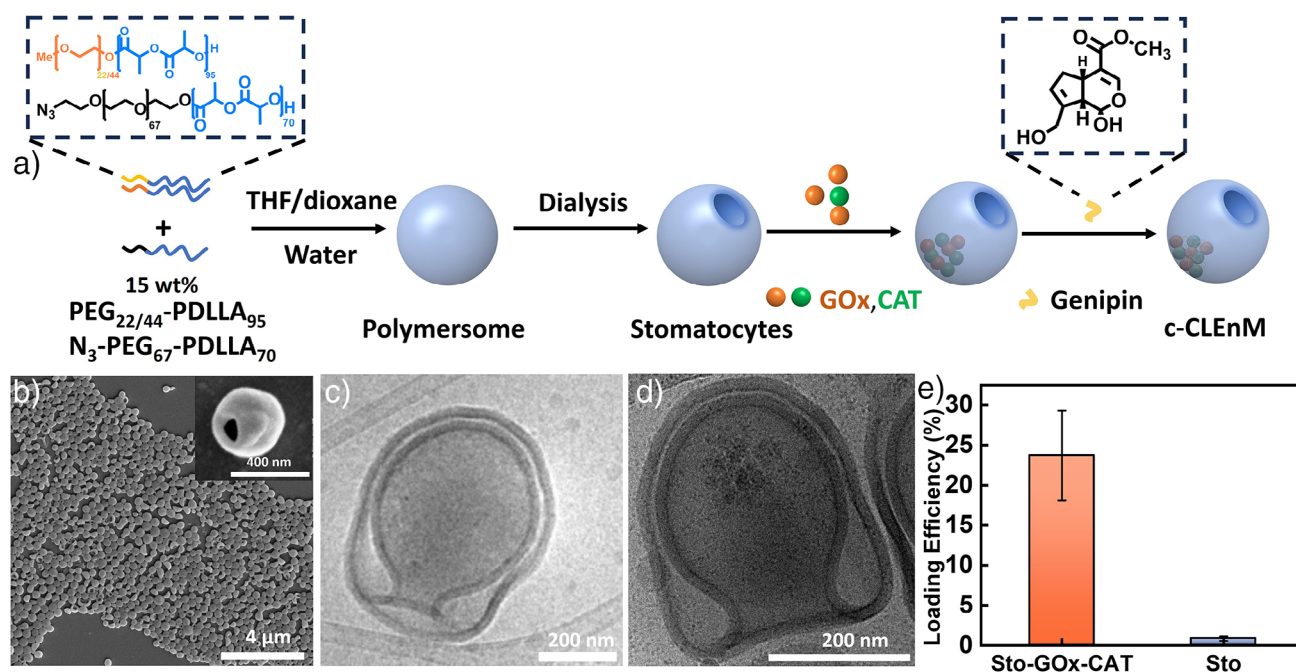 a)
Me O O O O O H
22/44 O 95
N3 O O O O O O H
67 O 70
O O CH3
H O
H OH
HO
THF/dioxane
Water
Dialysis
+
15 wt%
PEG22/44-PDLLA95
N3-PEG67-PDLLA70
Polymersome
Stomatocytes
GOx,CAT
Genipin
c-CLEnM
b)
400 nm
4 μm
c)
200 nm
d)
200 nm
e)
Loading Efficiency (%)
30
25
20
15
10
5
0
Sto-GOx-CAT Sto